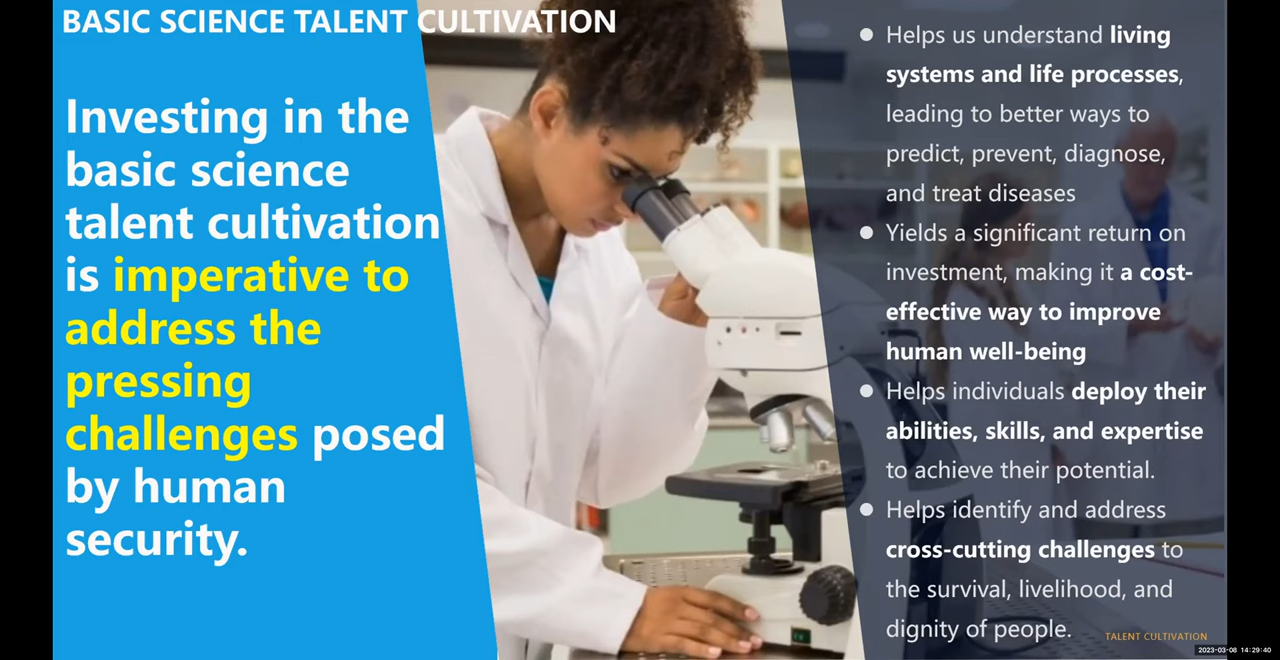 BASIC SCIENCE TALENT CULTIVATION
Investing in the
basic science
talent cultivation
is imperative to
address the
pressing
challenges posed
by human
security.
● Helps us understand living
systems and life processes,
leading to better ways to
predict, prevent, diagnose,
and treat diseases
● Yields a significant return on
investment, making it a cost-
effective way to improve
human well-being
● Helps individuals deploy their
abilities, skills, and expertise
to achieve their potential.
● Helps identify and address
cross-cutting challenges to
the survival, livelihood, and
dignity of people.
TALENT CULTIVATION
2023-03-08 14:29:40